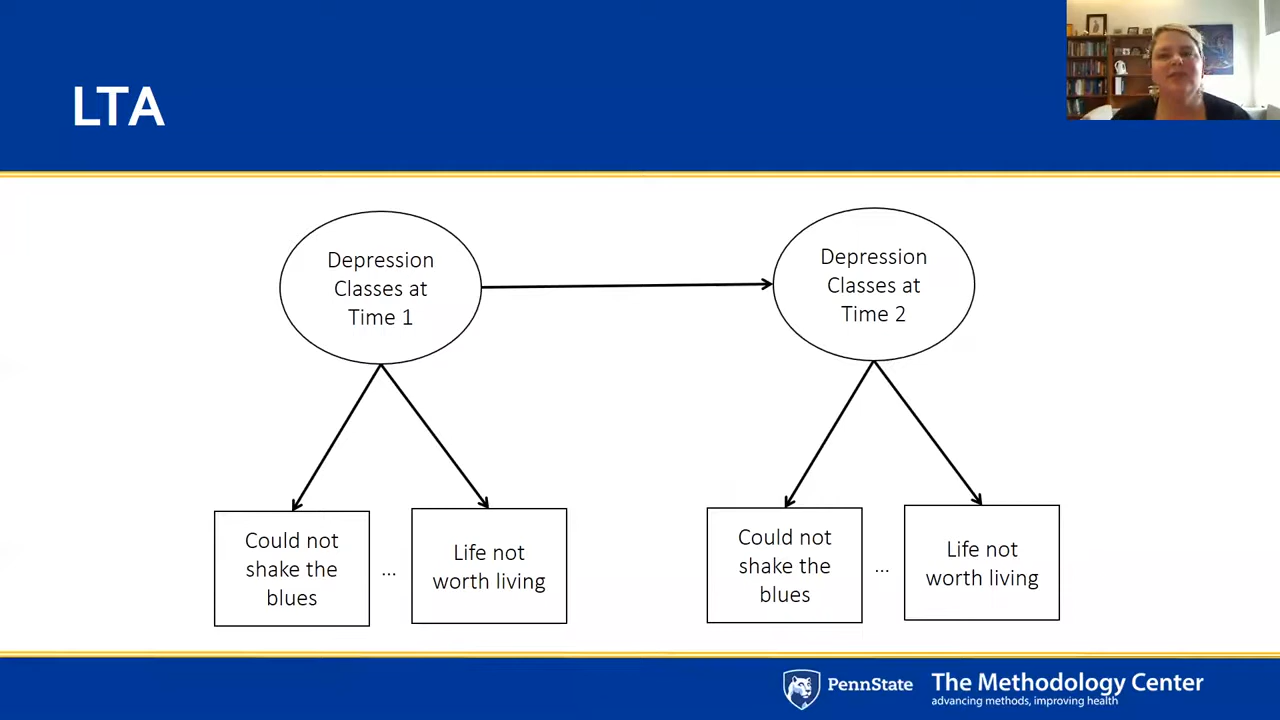 LTA
Depression
Classes at
Time 1
Depression
Classes at
Time 2
Could not
shake the
blues
...
Life not
worth living
Could not
shake the
blues
...
Life not
worth living
PennState
The Methodology Center
advancing methods, improving health